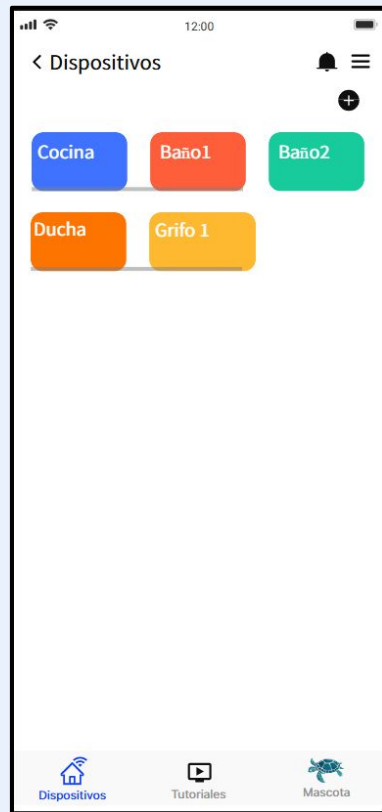 12:00
Dispositivos
Cocina Baño1 Baño2
Ducha Grifo 1
Dispositivos Tutoriales Mascota